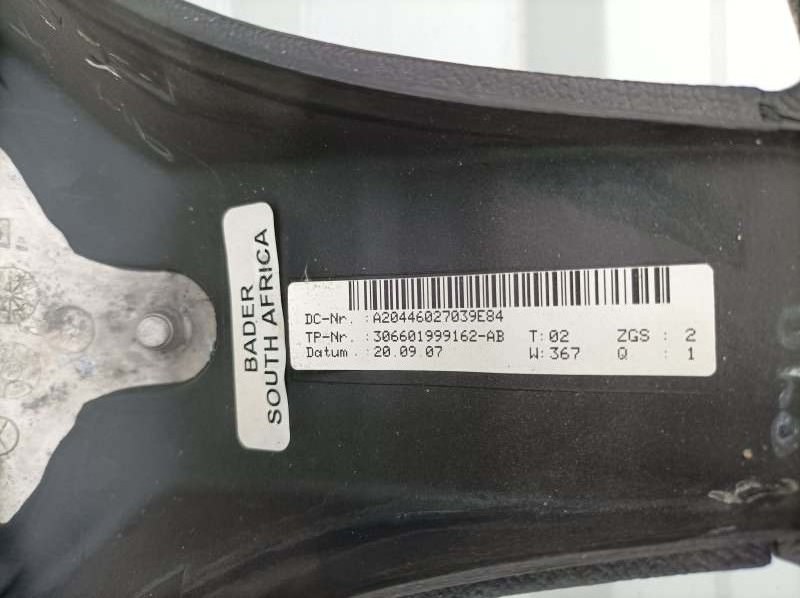 BADER
SOUTH AFRICA
DC-Nr. :A20446027039E84
TP-Nr. :306601999162-AB T:02 ZGS : 2
Datum .:20.09.07 W:367 Q : 1